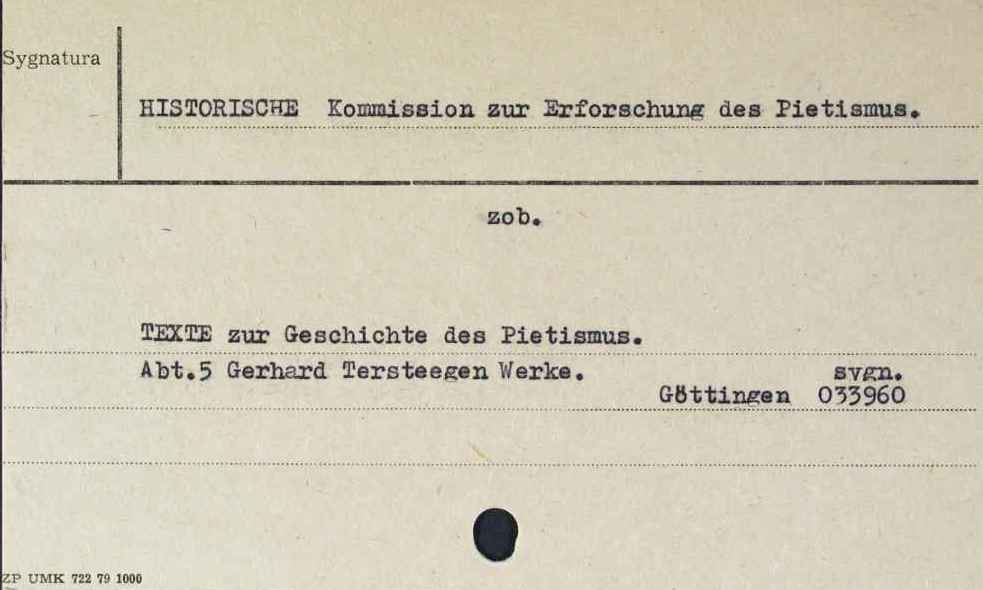 Sygnatura
HISTORISCHE Kommission zur Erforschung des Pietismus.
zob.
TEXTE zur Geschichte des Pietismus.
Abt.5 Gerhard Tersteegen Werke. sygn.
Göttingen 033960
ZP UMK 722 79 1000